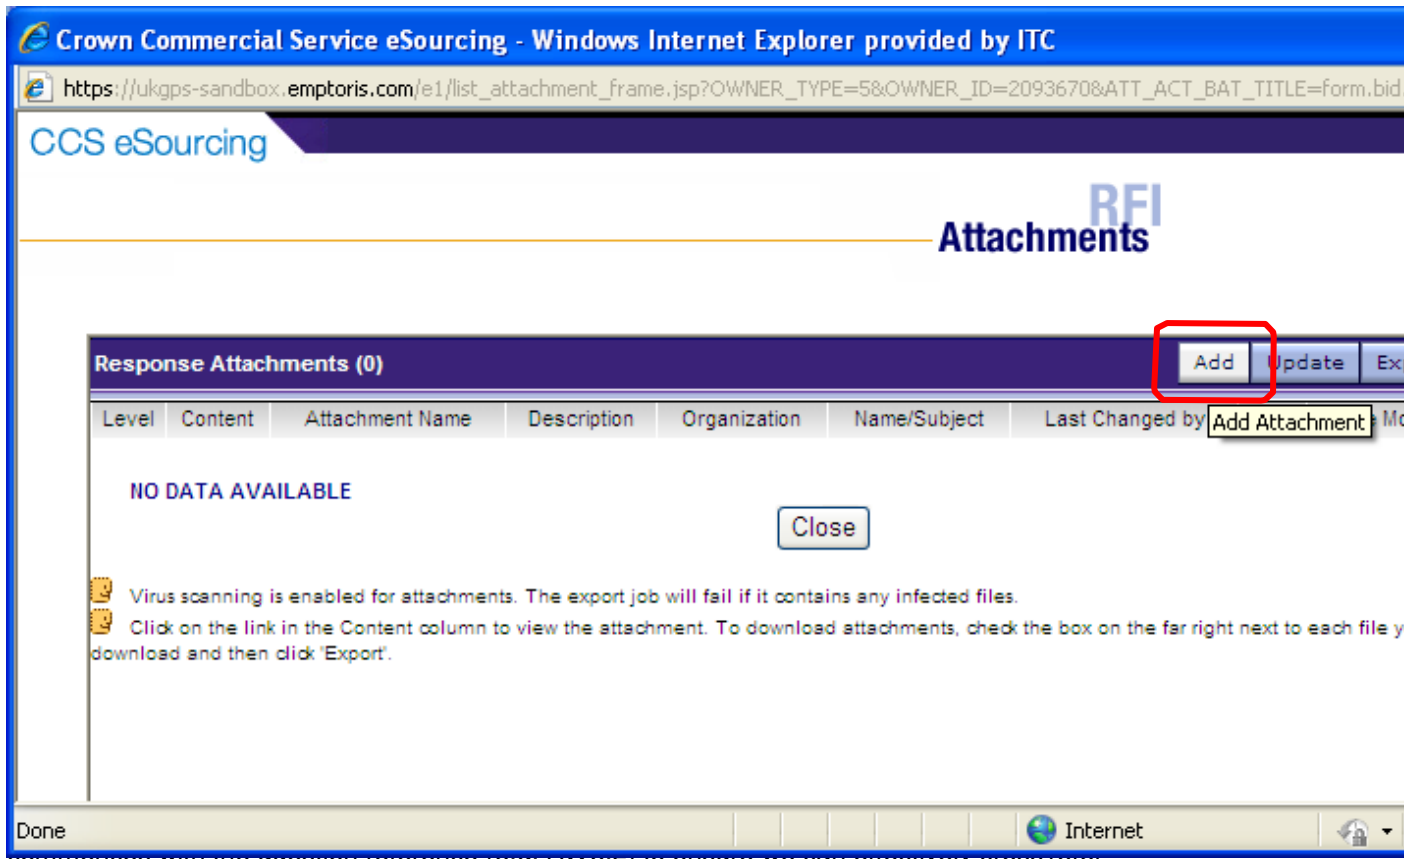 Crown Commercial Service eSourcing - Windows Internet Explorer provided by ITC
https://ukgps-sandbox.emptoris.com/e1/list_attachment_frame.jsp?OWNER_TYPE=5&OWNER_ID=2093670&ATT_ACT_BAT_TITLE=form.bid.
CCS eSourcing
RFI
Attachments
Response Attachments (0) Add Update Ex
Level Content Attachment Name Description Organization Name/Subject Last Changed by Mo
Add Attachment
NO DATA AVAILABLE
Close
Virus scanning is enabled for attachments. The export job will fail if it contains any infected files.
Click on the link in the Content column to view the attachment. To download attachments, check the box on the far right next to each file y
download and then click 'Export'.
Done Internet